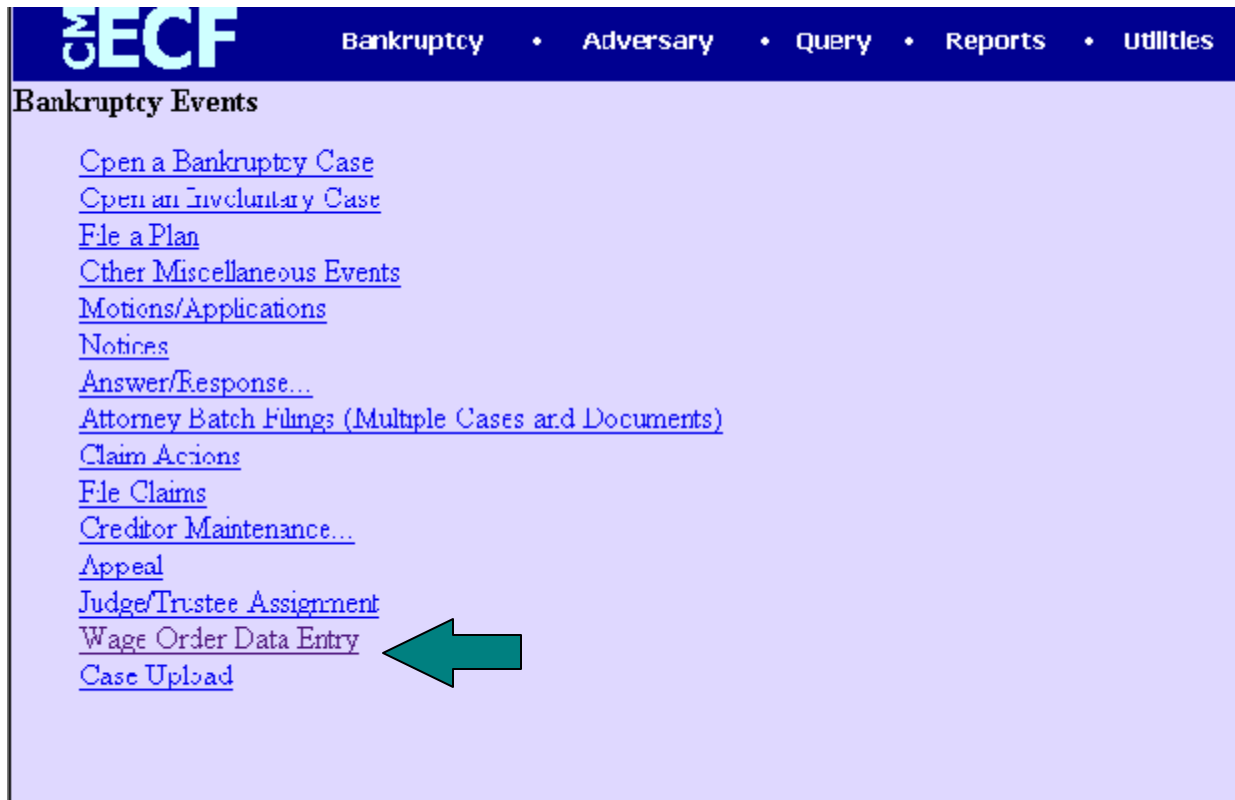 CM ECF Bankruptcy • Adversary • Query • Reports • Utilities
Bankruptcy Events
Open a Bankruptcy Case
Open an Involuntary Case
File a Plan
Other Miscellaneous Events
Motions/Applications
Notices
Answer/Response...
Attorney Batch Filings (Multiple Cases and Documents)
Claim Actions
File Claims
Creditor Maintenance...
Appeal
Judge/Trustee Assignment
Wage Order Data Entry
Case Upload